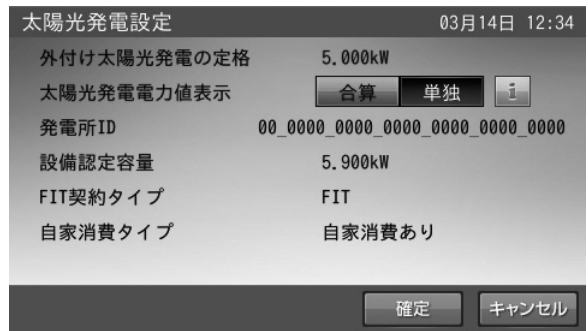 太陽光発電設定 03月14日 12:34
外付け太陽光発電の定格 5.000kW
太陽光発電電力値表示 合算 単独 i
発電所ID 00_0000_0000_0000_0000_0000_0000
設備認定容量 5.900kW
FIT契約タイプ FIT
自家消費タイプ 自家消費あり
確定 キャンセル